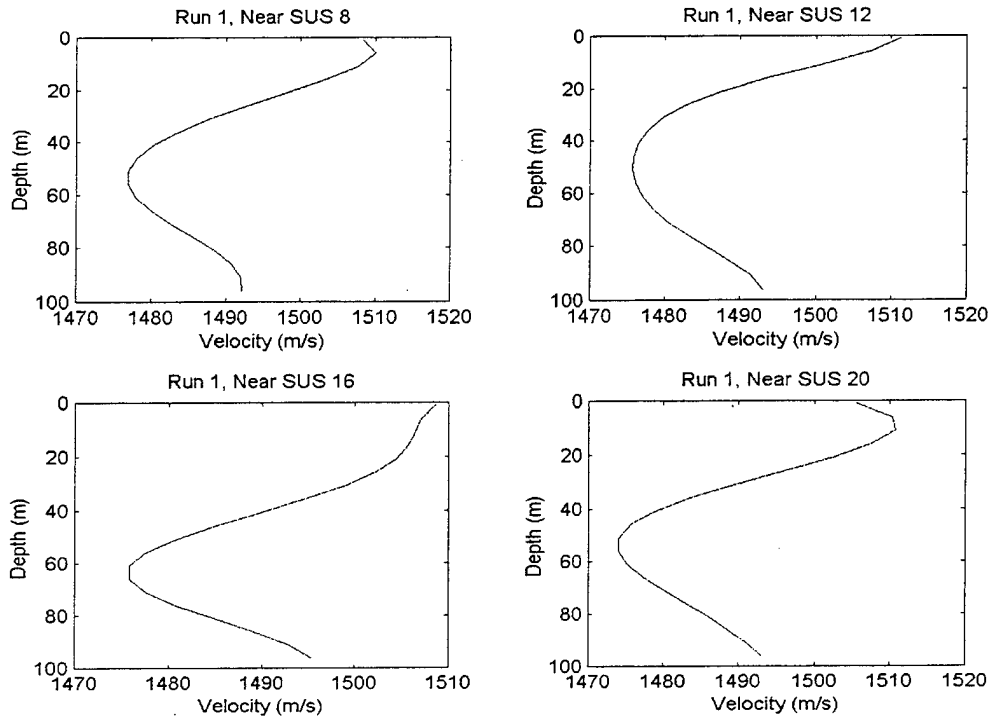 Run 1, Near SUS 8
0
20
40
60
80
100
Depth (m)
1470 1480 1490 1500 1510 1520
Velocity (m/s)
Run 1, Near SUS 12
0
20
40
60
80
100
Depth (m)
1470 1480 1490 1500 1510 1520
Velocity (m/s)
Run 1, Near SUS 16
0
20
40
60
80
100
Depth (m)
1470 1480 1490 1500 1510
Velocity (m/s)
Run 1, Near SUS 20
0
20
40
60
80
100
Depth (m)
1470 1480 1490 1500 1510 1520
Velocity (m/s)